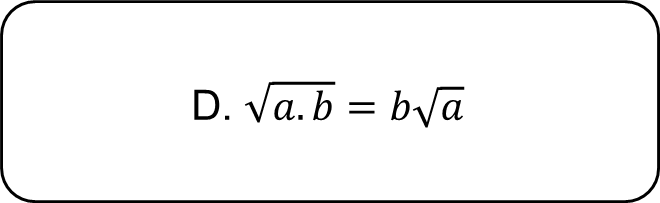 D. √a.b = b√a